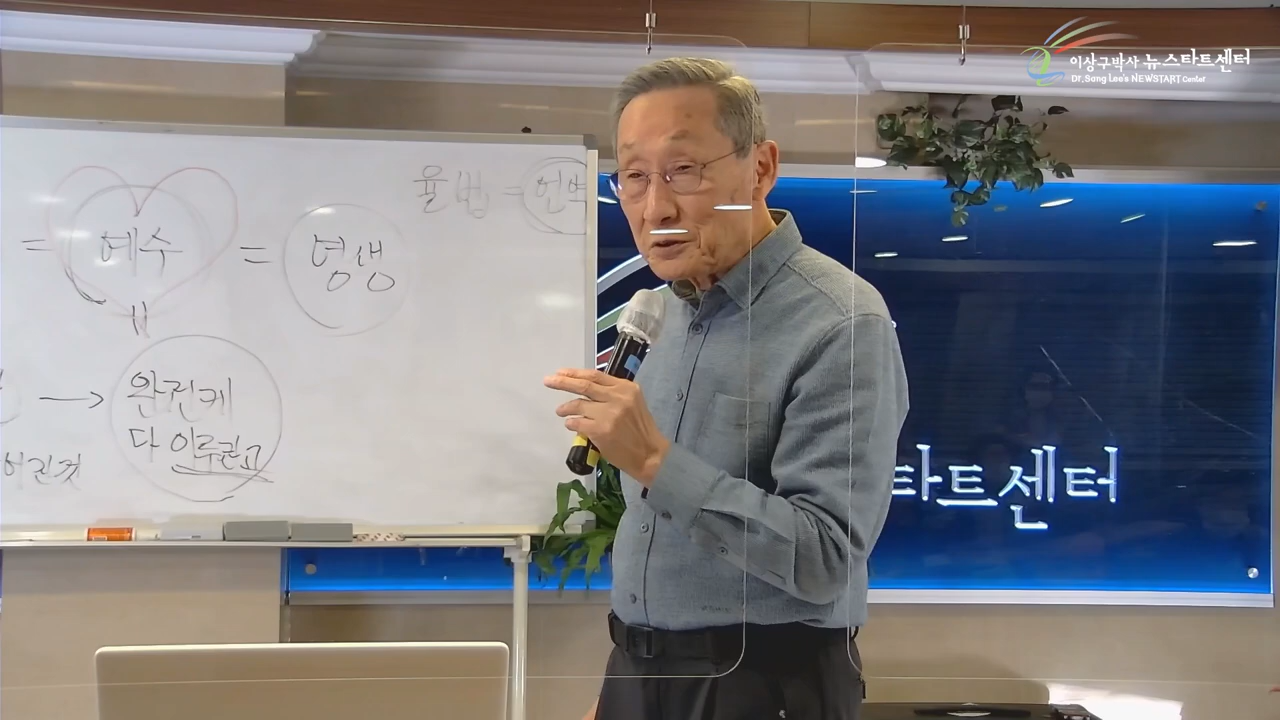 이상구박사 뉴스타트센터
Dr. Sang Lee's NEWSTART Center
율법 =
= 예수 = 영생
=
→ 완전케
다 이루었고
타트센터